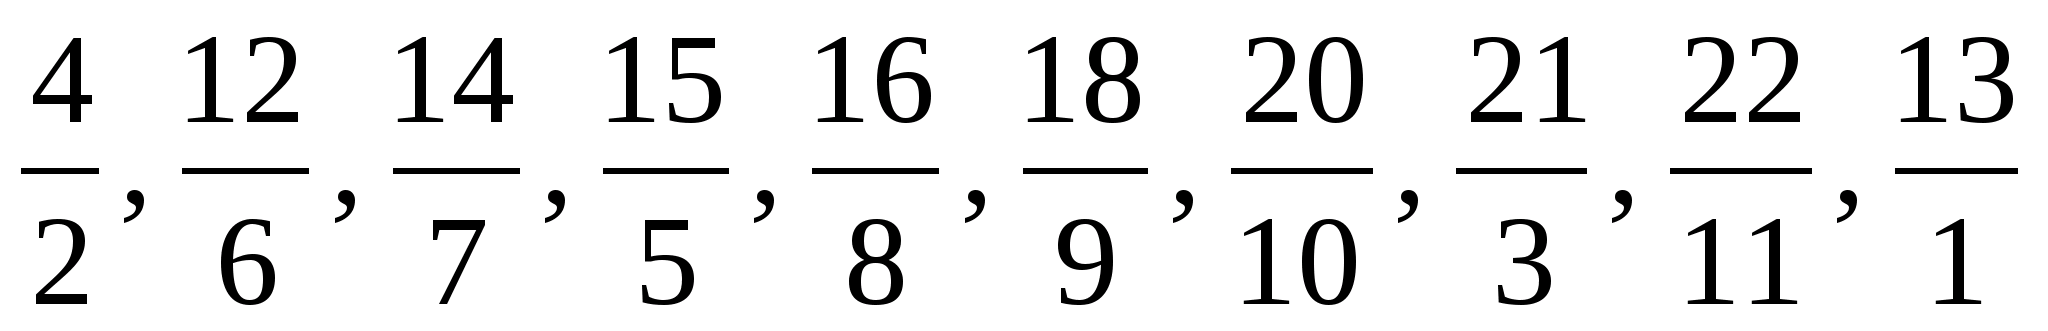 4/2, 12/6, 14/7, 15/5, 16/8, 18/9, 20/10, 21/3, 22/11, 13/1